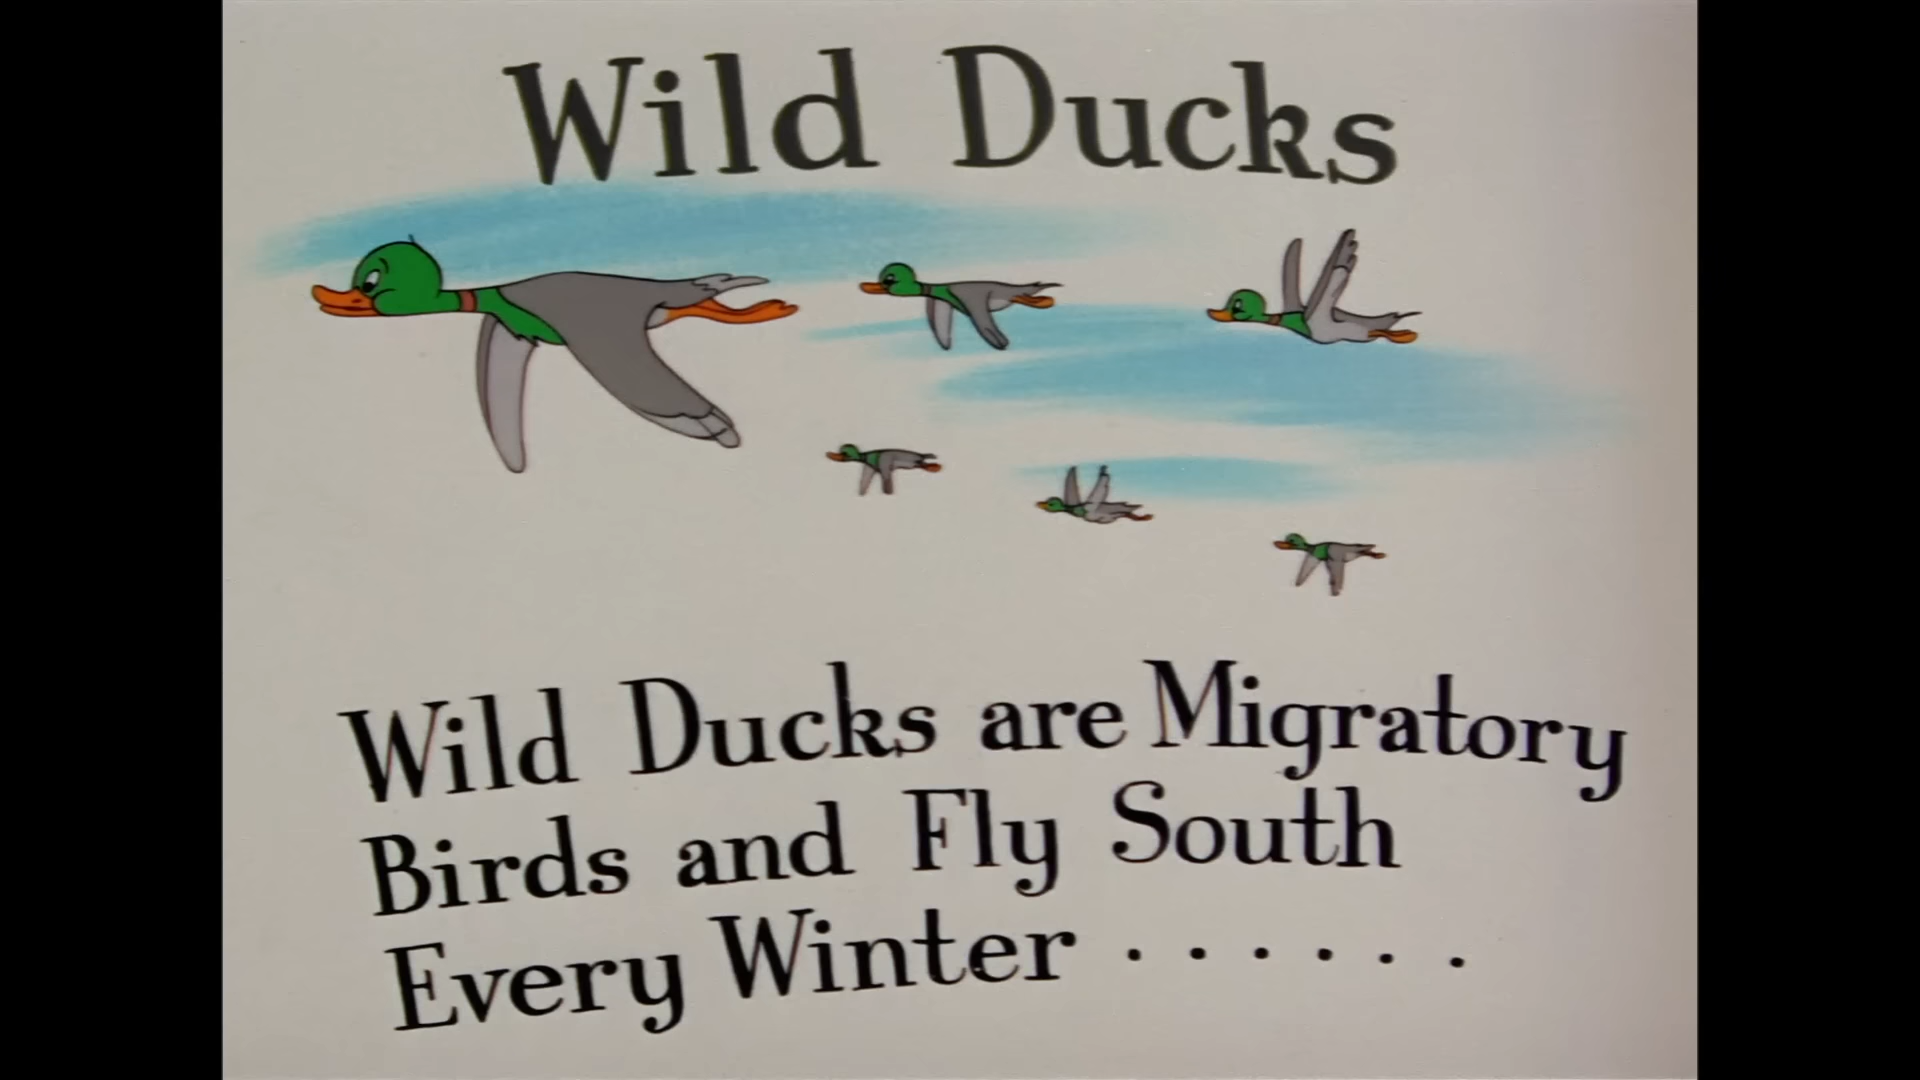 Wild Ducks
Wild Ducks are Migratory
Birds and Fly South
Every Winter ......